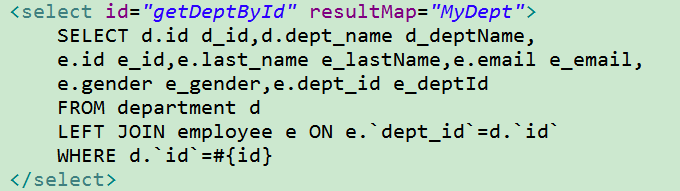 <select id="getDeptById" resultMap="MyDept">
SELECT d.id d_id,d.dept_name d_deptName,
e.id e_id,e.last_name e_lastName,e.email e_email,
e.gender e_gender,e.dept_id e_deptId
FROM department d
LEFT JOIN employee e ON e.`dept_id`=d.`id`
WHERE d.`id`=#{id}
</select>